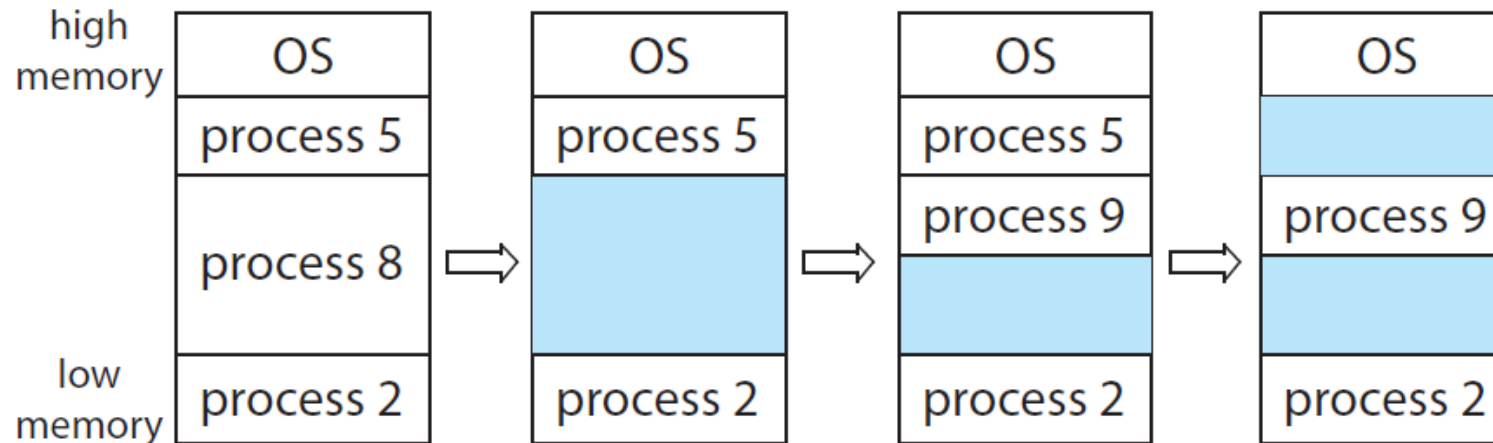 high
memory
OS
process 5
process 8
low
memory
process 2
OS
process 5
process 2
OS
process 5
process 9
process 2
OS
process 9
process 2